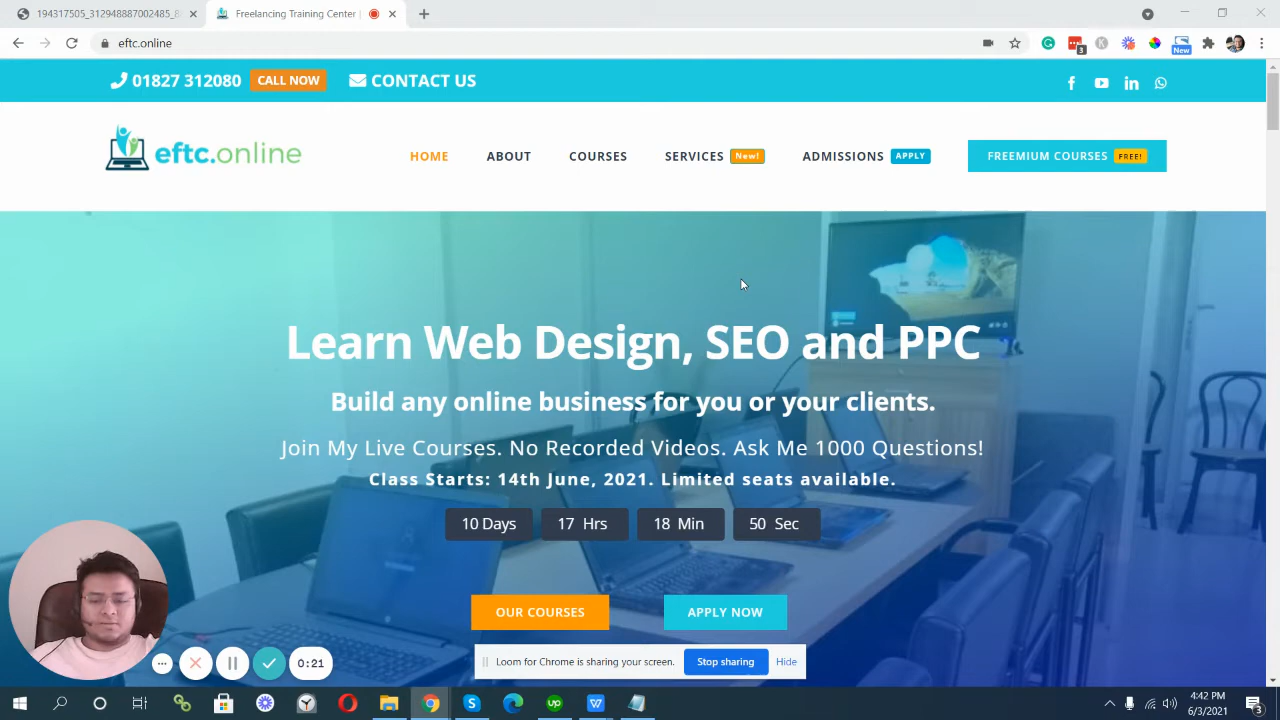 194317505_312948887002485_8
Freelancing Training Center |
eftc.online
3
New
01827 312080 CALL NOW CONTACT US
eftc.online
HOME ABOUT COURSES SERVICES New! ADMISSIONS APPLY FREEMIUM COURSES FREE!
Learn Web Design, SEO and PPC
Build any online business for you or your clients.
Join My Live Courses. No Recorded Videos. Ask Me 1000 Questions!
Class Starts: 14th June, 2021. Limited seats available.
10 Days 17 Hrs 18 Min 50 Sec
OUR COURSES APPLY NOW
0:21
Loom for Chrome is sharing your screen. Stop sharing Hide
4:42 PM
6/3/2021
3